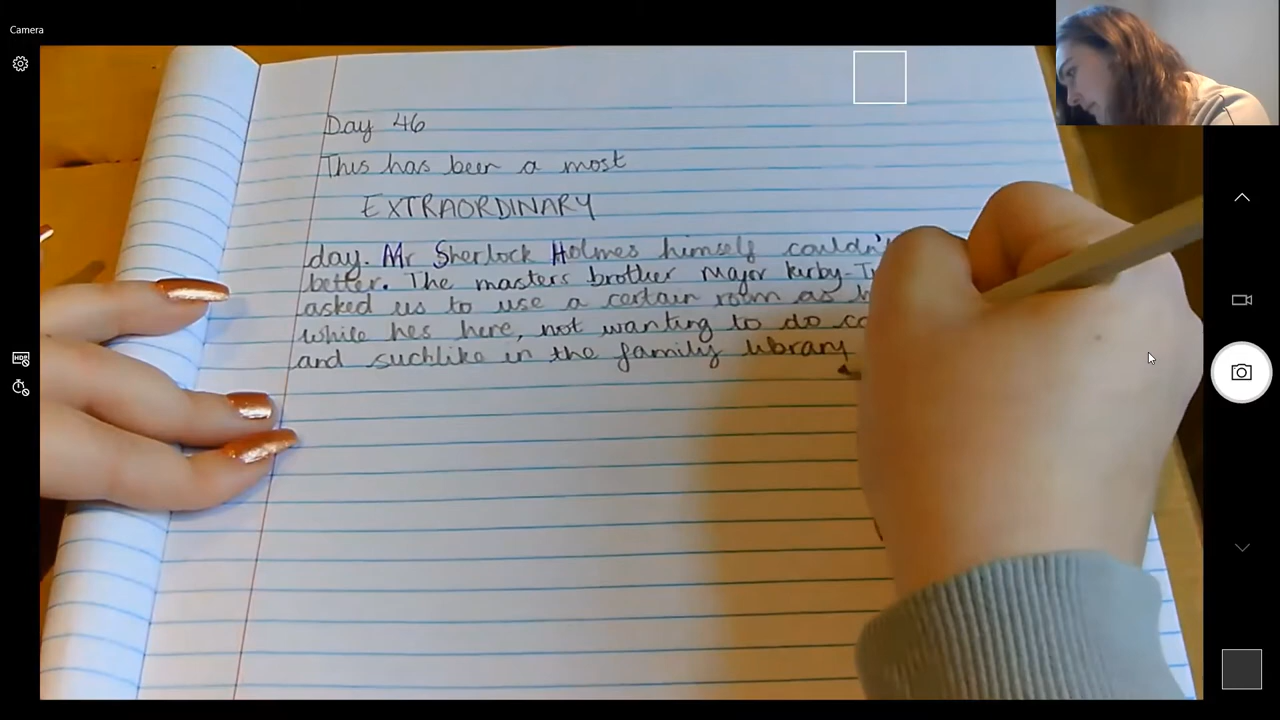 Camera
Day 46
This has been a most
EXTRAORDINARY
day. Mr Sherlock Holmes himself couldn't
better. The masters brother Major Kirby-
asked us to use a certain room as
while hes here, not wanting to do
and suchlike in the family library